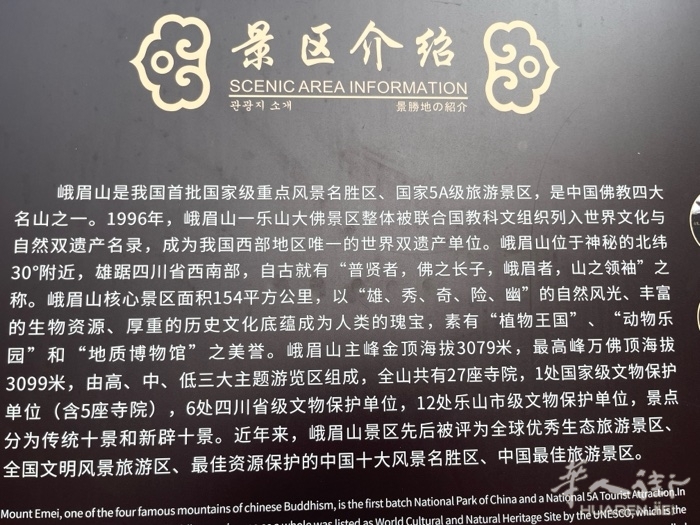 景区介绍
SCENIC AREA INFORMATION
관광지 소개 景勝地の紹介
峨眉山是我国首批国家级重点风景名胜区、国家5A级旅游景区，是中国佛教四大
名山之一。1996年，峨眉山一乐山大佛景区整体被联合国教科文组织列入世界文化与
自然双遗产名录，成为我国西部地区唯一的世界双遗产单位。峨眉山位于神秘的北纬
30°附近，雄踞四川省西南部，自古就有“普贤者，佛之长子，峨眉者，山之领袖”之
称。峨眉山核心景区面积154平方公里，以“雄、秀、奇、险、幽”的自然风光、丰富
的生物资源、厚重的历史文化底蕴成为人类的瑰宝，素有“植物王国”、“动物乐
园”和“地质博物馆”之美誉。峨眉山主峰金顶海拔3079米，最高峰万佛顶海拔
3099米，由高、中、低三大主题游览区组成，全山共有27座寺院，1处国家级文物保护
单位（含5座寺院），6处四川省级文物保护单位，12处乐山市级文物保护单位，景点
分为传统十景和新辟十景。近年来，峨眉山景区先后被评为全球优秀生态旅游景区、
全国文明风景旅游区、最佳资源保护的中国十大风景名胜区、中国最佳旅游景区。
Mount Emei, one of the four famous mountains of chinese Buddhism, is the first batch National Park of China and a National 5A Tourist Attraction.In
whole was listed as World Cultural and Natural Heritage Site by the UNESCO, which is the
华人街
HUARENJIE.NET